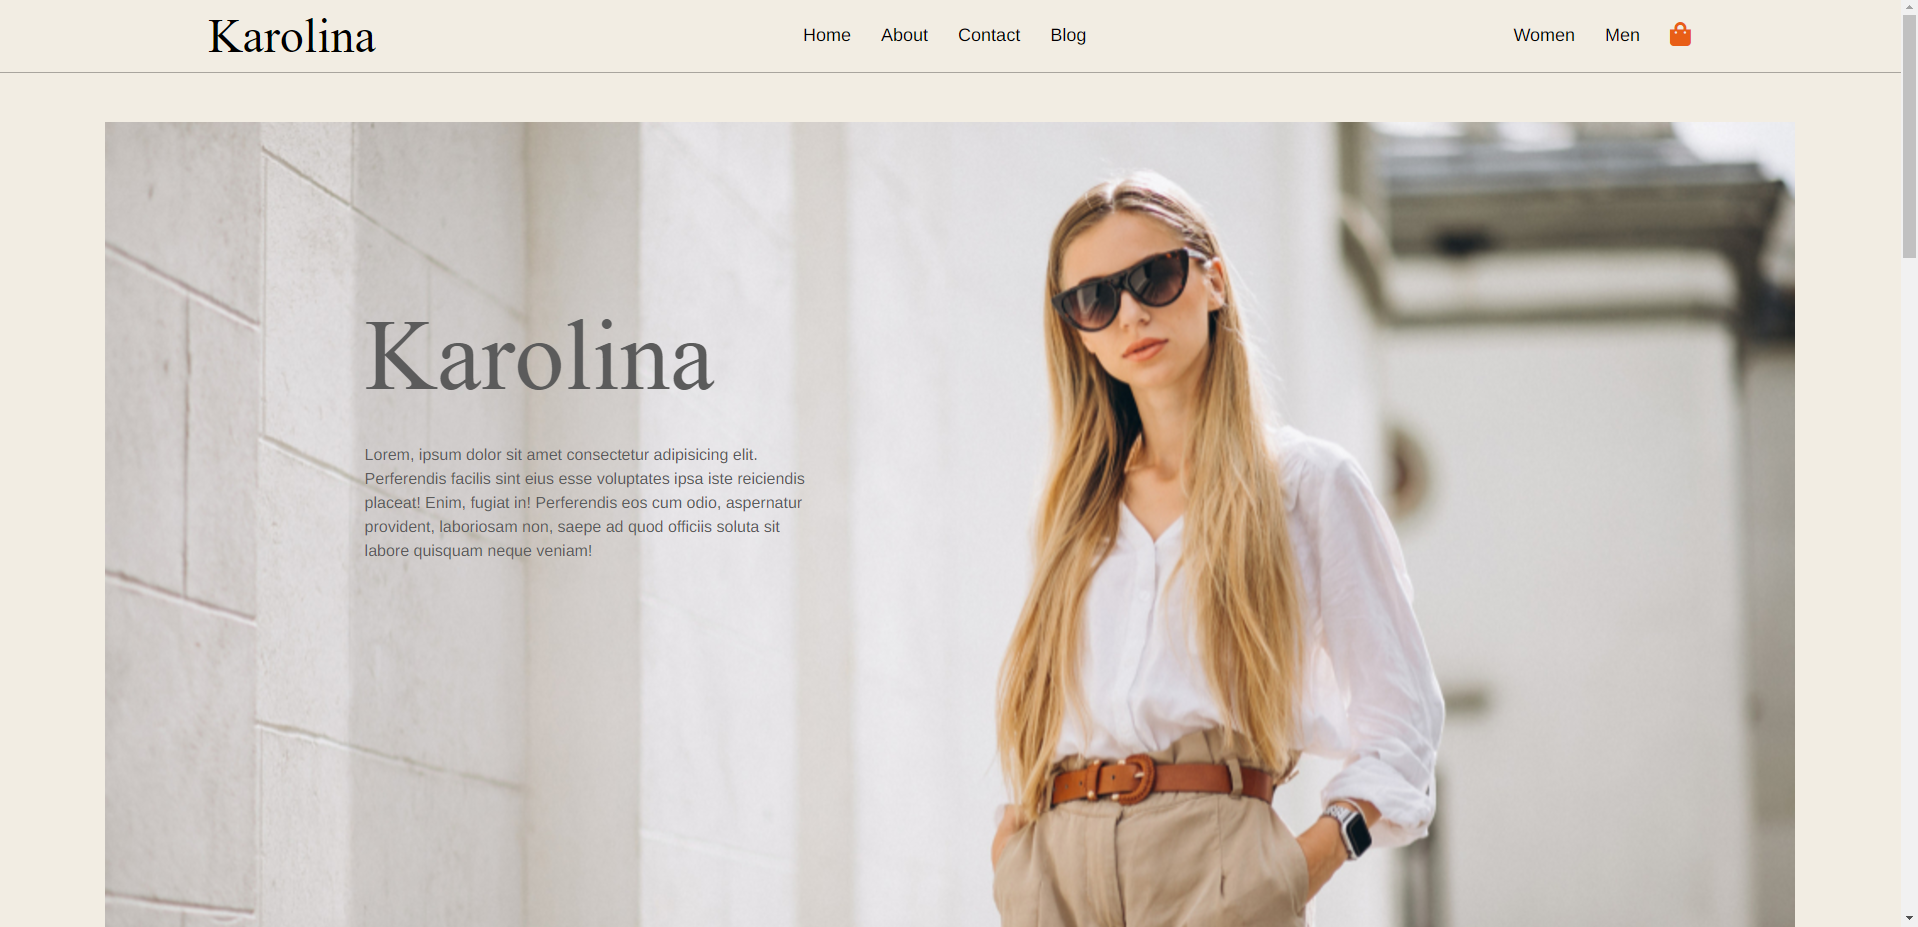 Karolina
Home About Contact Blog
Women Men
Karolina
Lorem, ipsum dolor sit amet consectetur adipisicing elit.
Perferendis facilis sint eius esse voluptates ipsa iste reiciendis
placeat! Enim, fugiat in! Perferendis eos cum odio, aspernatur
provident, laboriosam non, saepe ad quod officiis soluta sit
labore quisquam neque veniam!